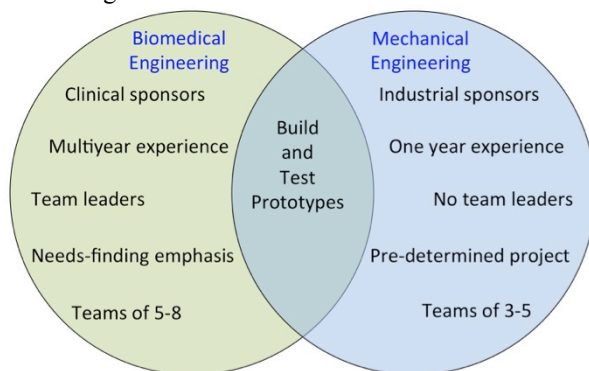 Biomedical
Engineering
Clinical sponsors
Multiyear experience
Team leaders
Needs-finding emphasis
Teams of 5-8
Build
and
Test
Prototypes
Mechanical
Engineering
Industrial sponsors
One year experience
No team leaders
Pre-determined project
Teams of 3-5